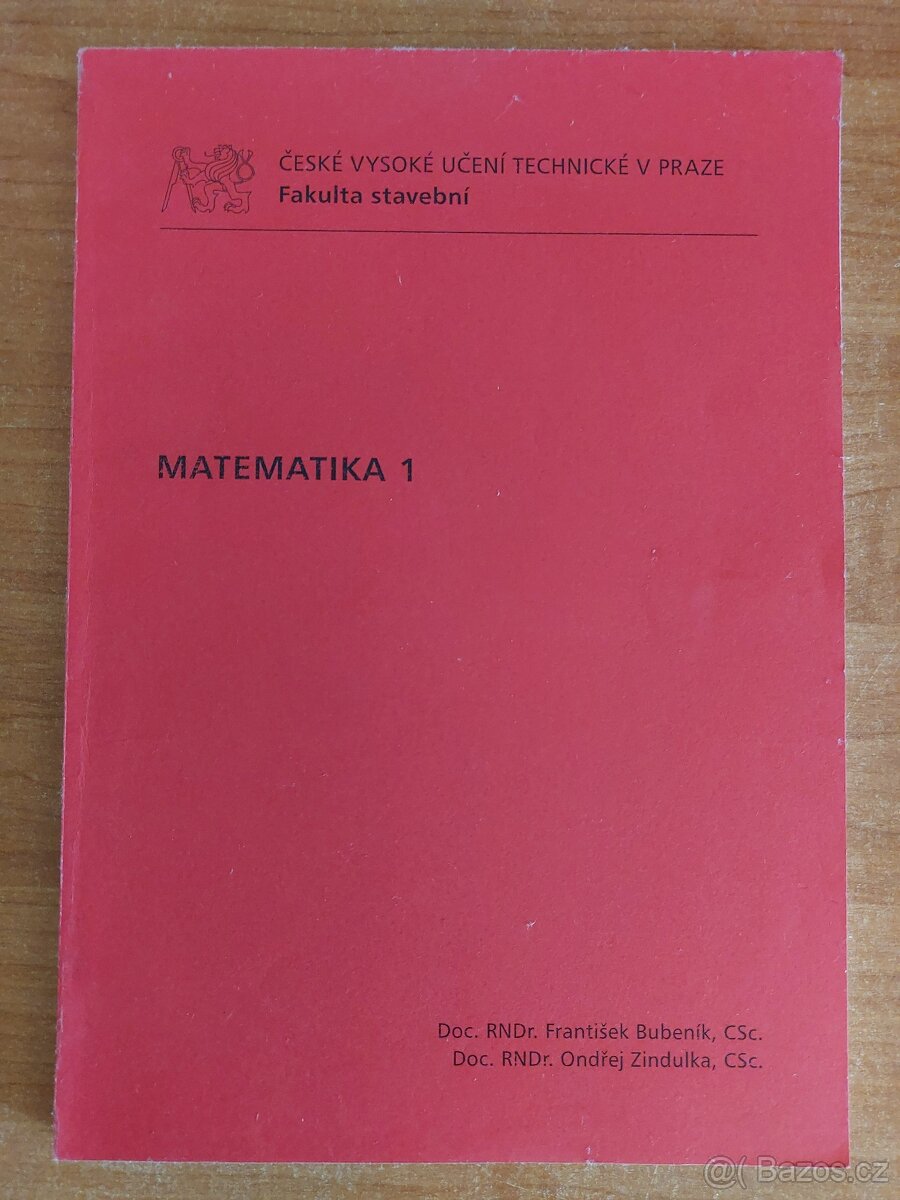 ČESKÉ VYSOKÉ UČENÍ TECHNICKÉ V PRAZE
Fakulta stavební
MATEMATIKA 1
Doc. RNDr. František Bubeník, CSc.
Doc. RNDr. Ondřej Zindulka, CSc.
@( Bazos.cz